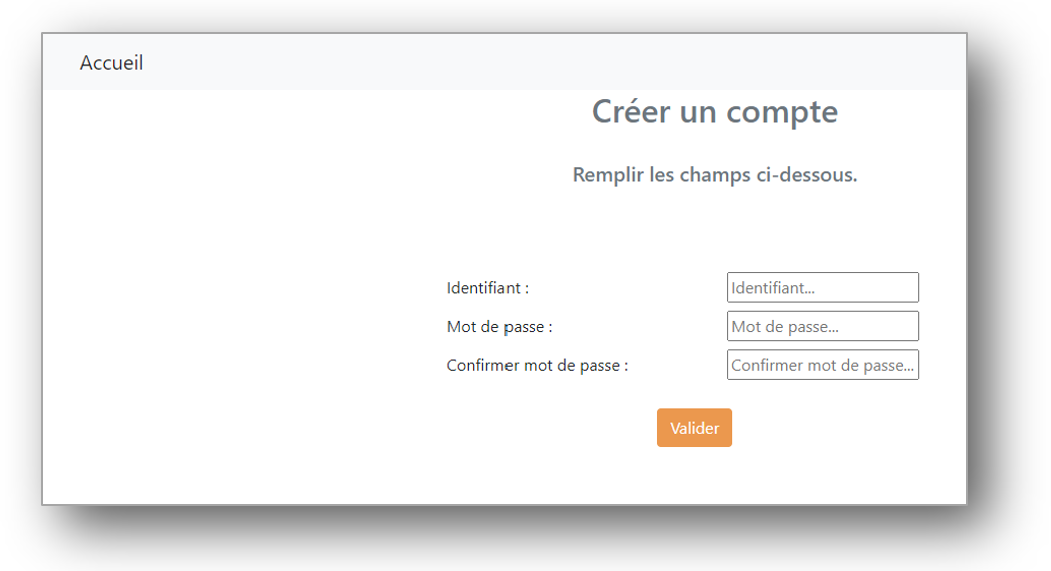 Accueil
Créer un compte
Remplir les champs ci-dessous.
Identifiant : Identifiant...
Mot de passe : Mot de passe...
Confirmer mot de passe : Confirmer mot de passe...
Valider